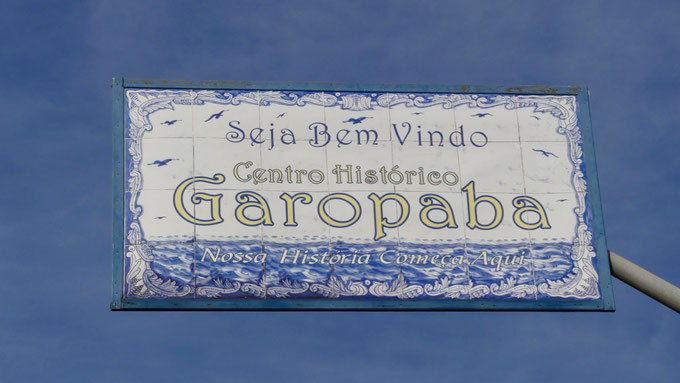 Seja Bem Vindo
Centro Histórico
Garopaba
Nossa História Começa Aqui